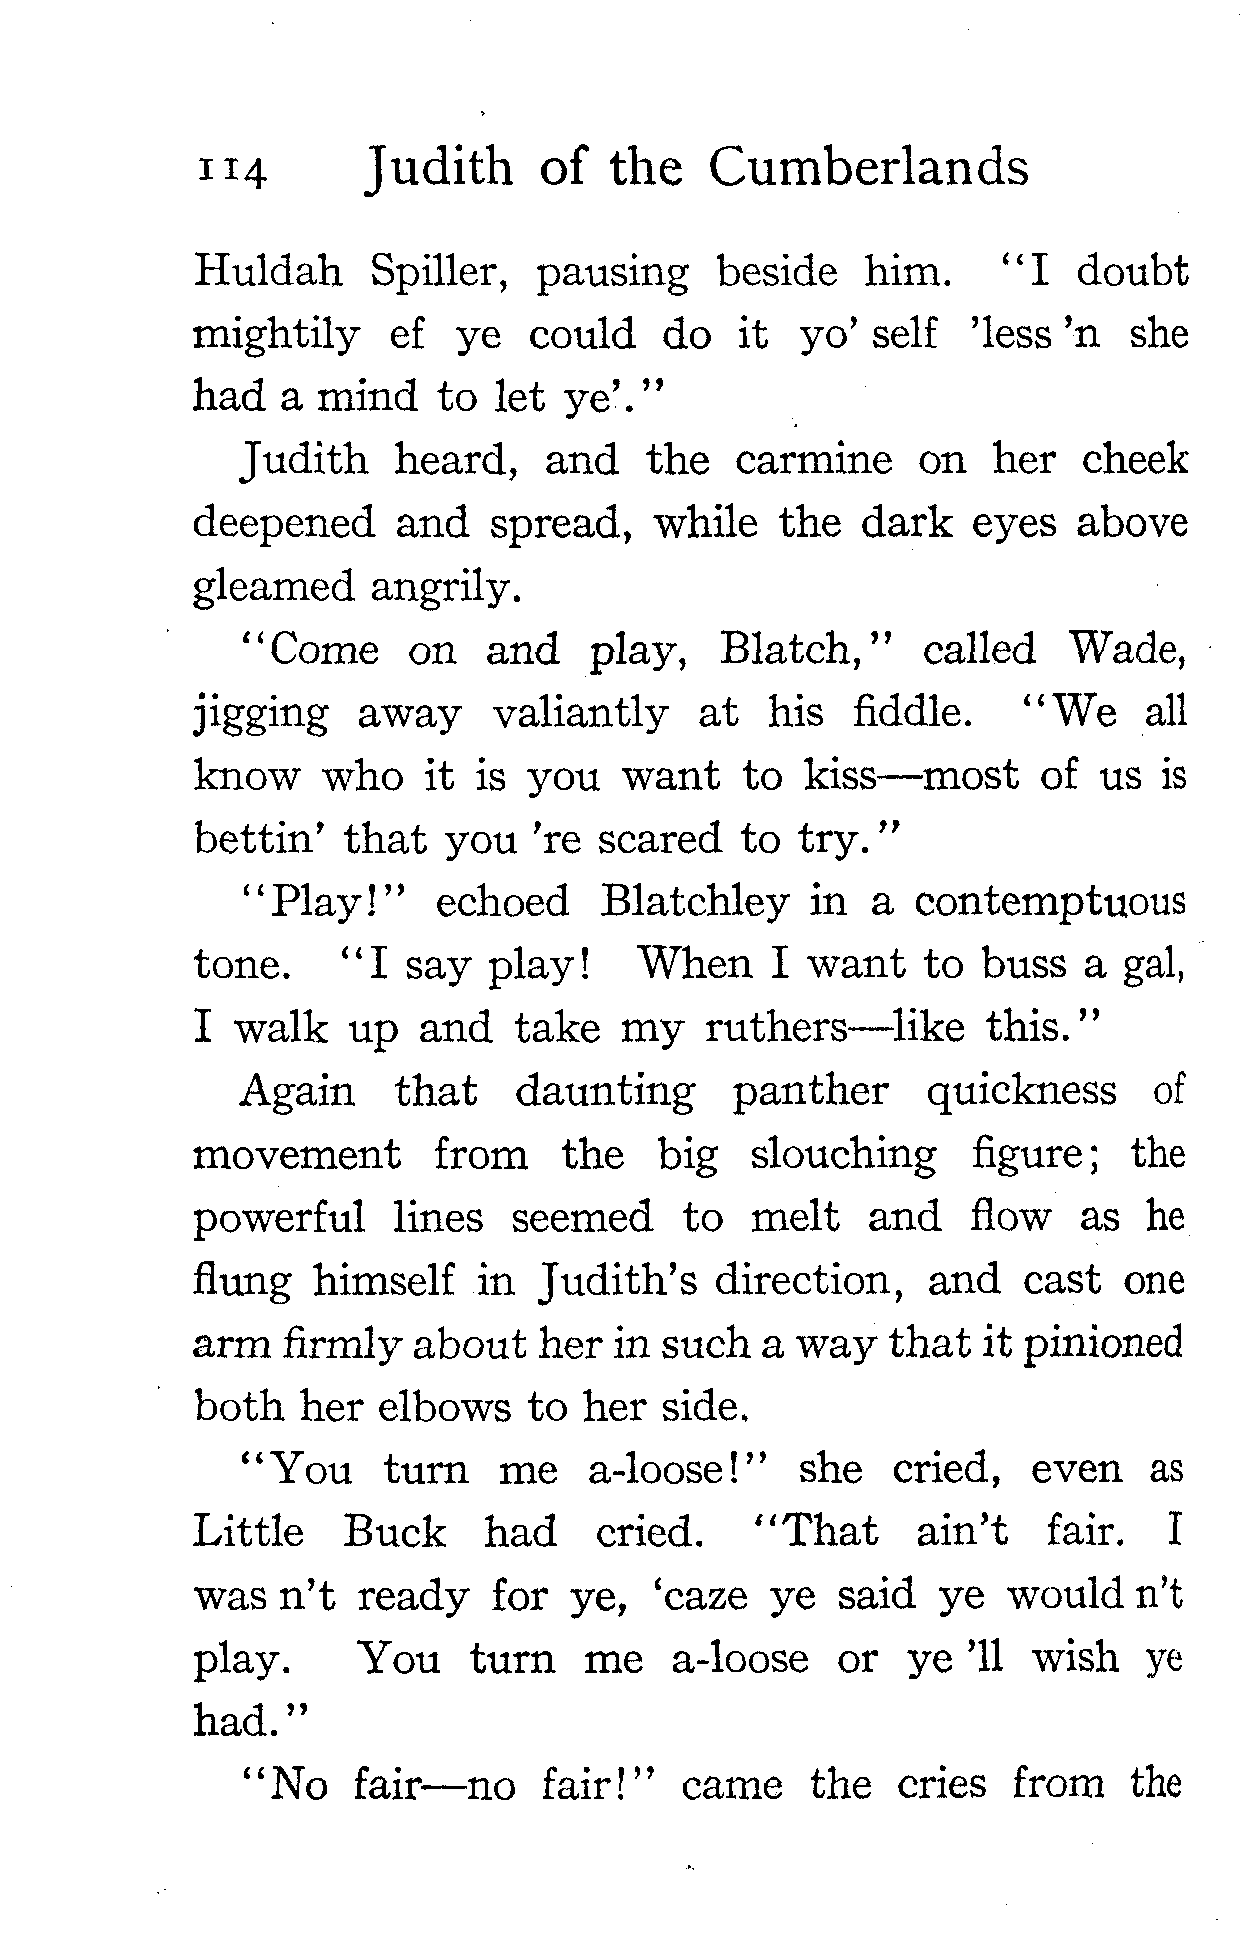 114 Judith of the Cumberlands
Huldah Spiller, pausing beside him. "I doubt
mightily ef ye could do it yo' self 'less 'n she
had a mind to let ye'."
Judith heard, and the carmine on her cheek
deepened and spread, while the dark eyes above
gleamed angrily.
"Come on and play, Blatch," called Wade,
jigging away valiantly at his fiddle. "We all
know who it is you want to kiss—most of us is
bettin' that you 're scared to try."
"Play!" echoed Blatchley in a contemptuous
tone. "I say play! When I want to buss a gal,
I walk up and take my ruthers—like this."
Again that daunting panther quickness of
movement from the big slouching figure; the
powerful lines seemed to melt and flow as he
flung himself in Judith's direction, and cast one
arm firmly about her in such a way that it pinioned
both her elbows to her side.
"You turn me a-loose!" she cried, even as
Little Buck had cried. "That ain't fair. I
was n't ready for ye, 'caze ye said ye would n't
play. You turn me a-loose or ye 'll wish ye
had."
"No fair—no fair!" came the cries from the